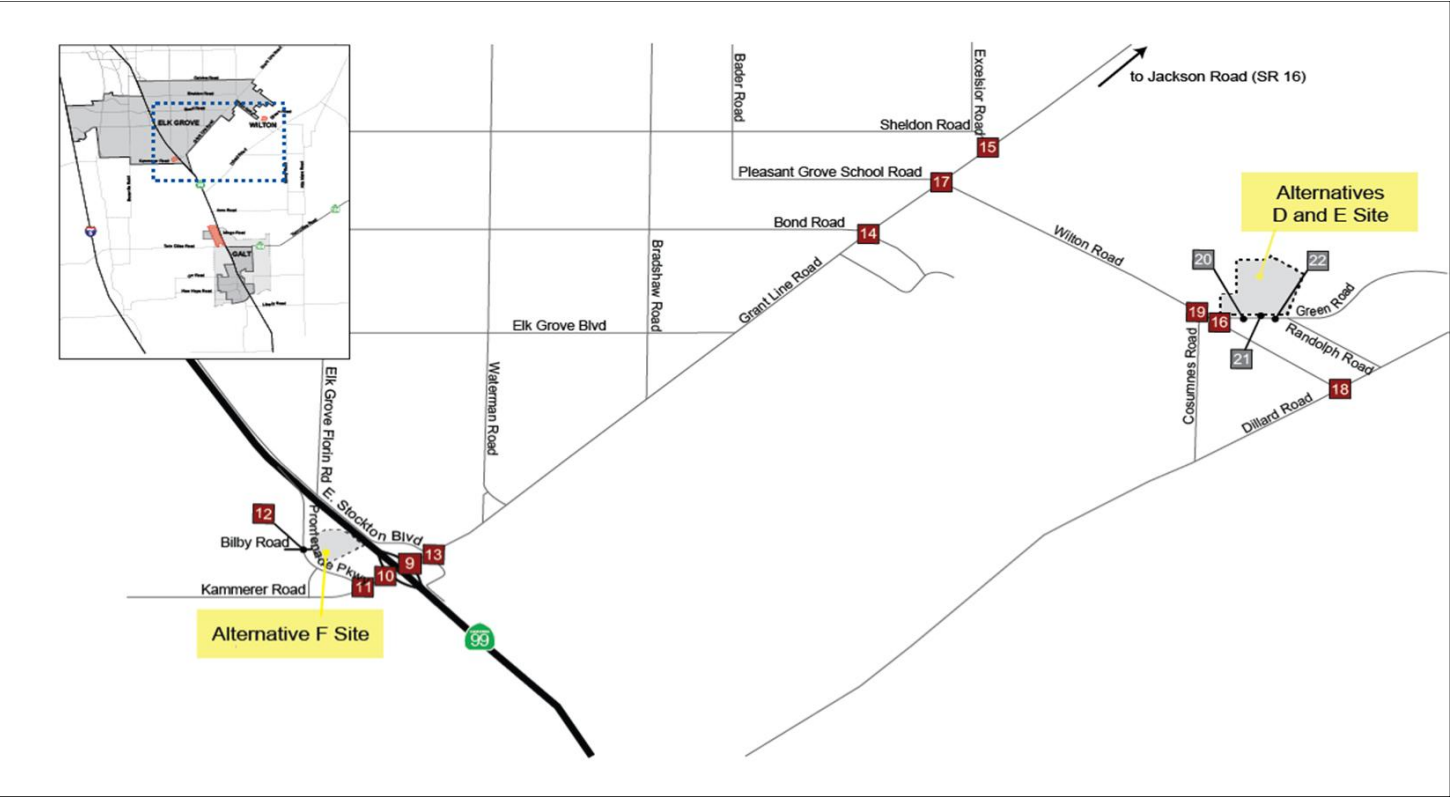 ELK GROVE
WILTON
GALT
Bader Road
Excelsior Road
to Jackson Road (SR 16)
Sheldon Road
15
Pleasant Grove School Road
17
Bond Road
14
Wilton Road
Alternatives
D and E Site
20
22
Green Road
19
16
21
Randolph Road
Cosumnes Road
18
Dillard Road
Bradshaw Road
Grant Line Road
Elk Grove Blvd
Waterman Road
Elk Grove Florin Rd
E. Stockton Blvd
12
Promenade Pkwy
Bilby Road
13
9
10
11
Kammerer Road
Alternative F Site
99